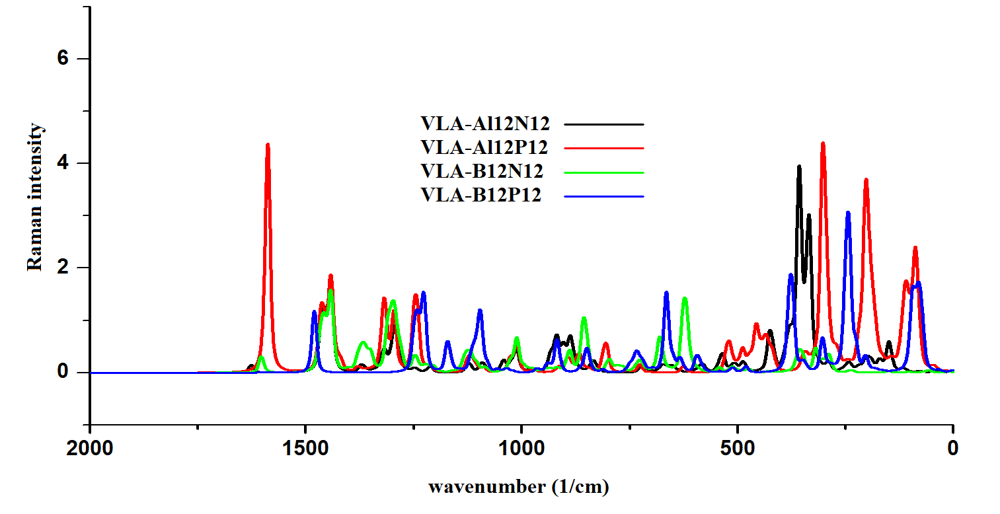 6
4
2
0
Raman intensity
VLA-Al12N12
VLA-Al12P12
VLA-B12N12
VLA-B12P12
2000 1500 1000 500 0
wavenumber (1/cm)